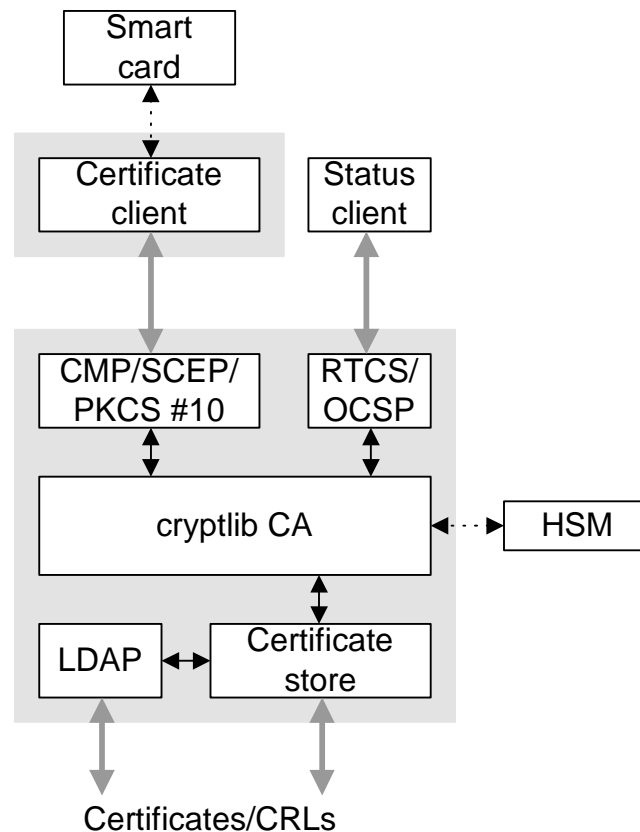 Smart
card
Certificate
client
Status
client
CMP/SCEP/
PKCS #10
RTCS/
OCSP
cryptlib CA
HSM
LDAP
Certificate
store
Certificates/CRLs